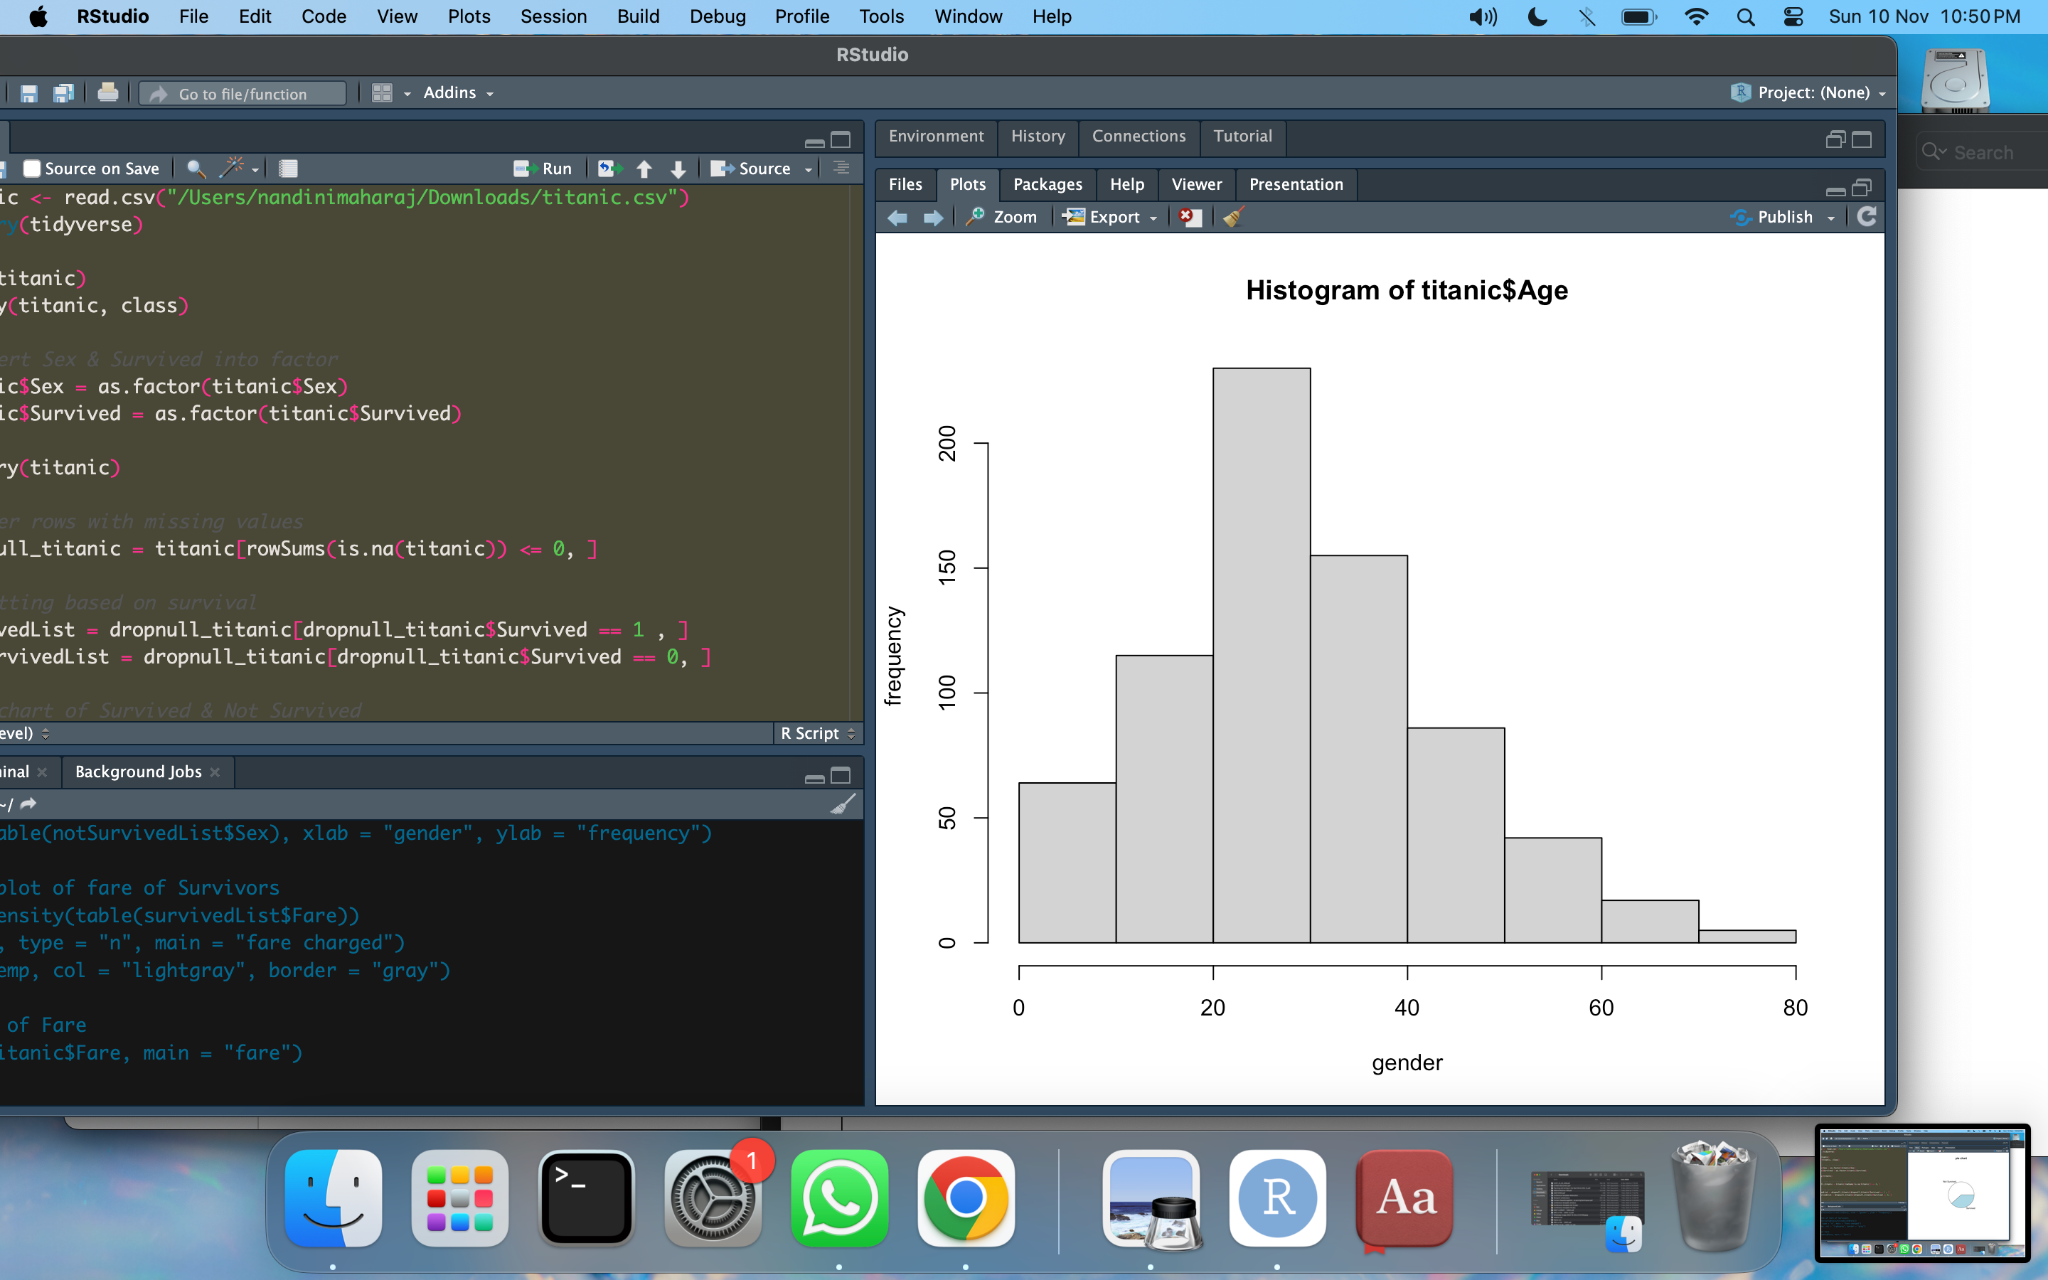 RStudio File Edit Code View Plots Session Build Debug Profile Tools Window Help Sun 10 Nov 10:50 PM
RStudio
Go to file/function Addins Project: (None)
Source on Save Run Source
ic <- read.csv("/Users/nandinimaharaj/Downloads/titanic.csv")
ry(tidyverse)
titanic)
y(titanic, class)
ert Sex & Survived into factor
ic$Sex = as.factor(titanic$Sex)
ic$Survived = as.factor(titanic$Survived)
ry(titanic)
er rows with missing values
ull_titanic = titanic[rowSums(is.na(titanic)) <= 0, ]
tting based on survival
vedList = dropnull_titanic[dropnull_titanic$Survived == 1 , ]
rvivedList = dropnull_titanic[dropnull_titanic$Survived == 0, ]
chart of Survived & Not Survived
evel) R Script
inal Background Jobs
~/
able(notSurvivedList$Sex), xlab = "gender", ylab = "frequency")
plot of fare of Survivors
ensity(table(survivedList$Fare))
, type = "n", main = "fare charged")
emp, col = "lightgray", border = "gray")
of Fare
itanic$Fare, main = "fare")
Environment History Connections Tutorial
Files Plots Packages Help Viewer Presentation
Zoom Export Publish
Histogram of titanic$Age
200
150
100
50
0
frequency
0 20 40 60 80
gender
Search
>_
1
R
Aa